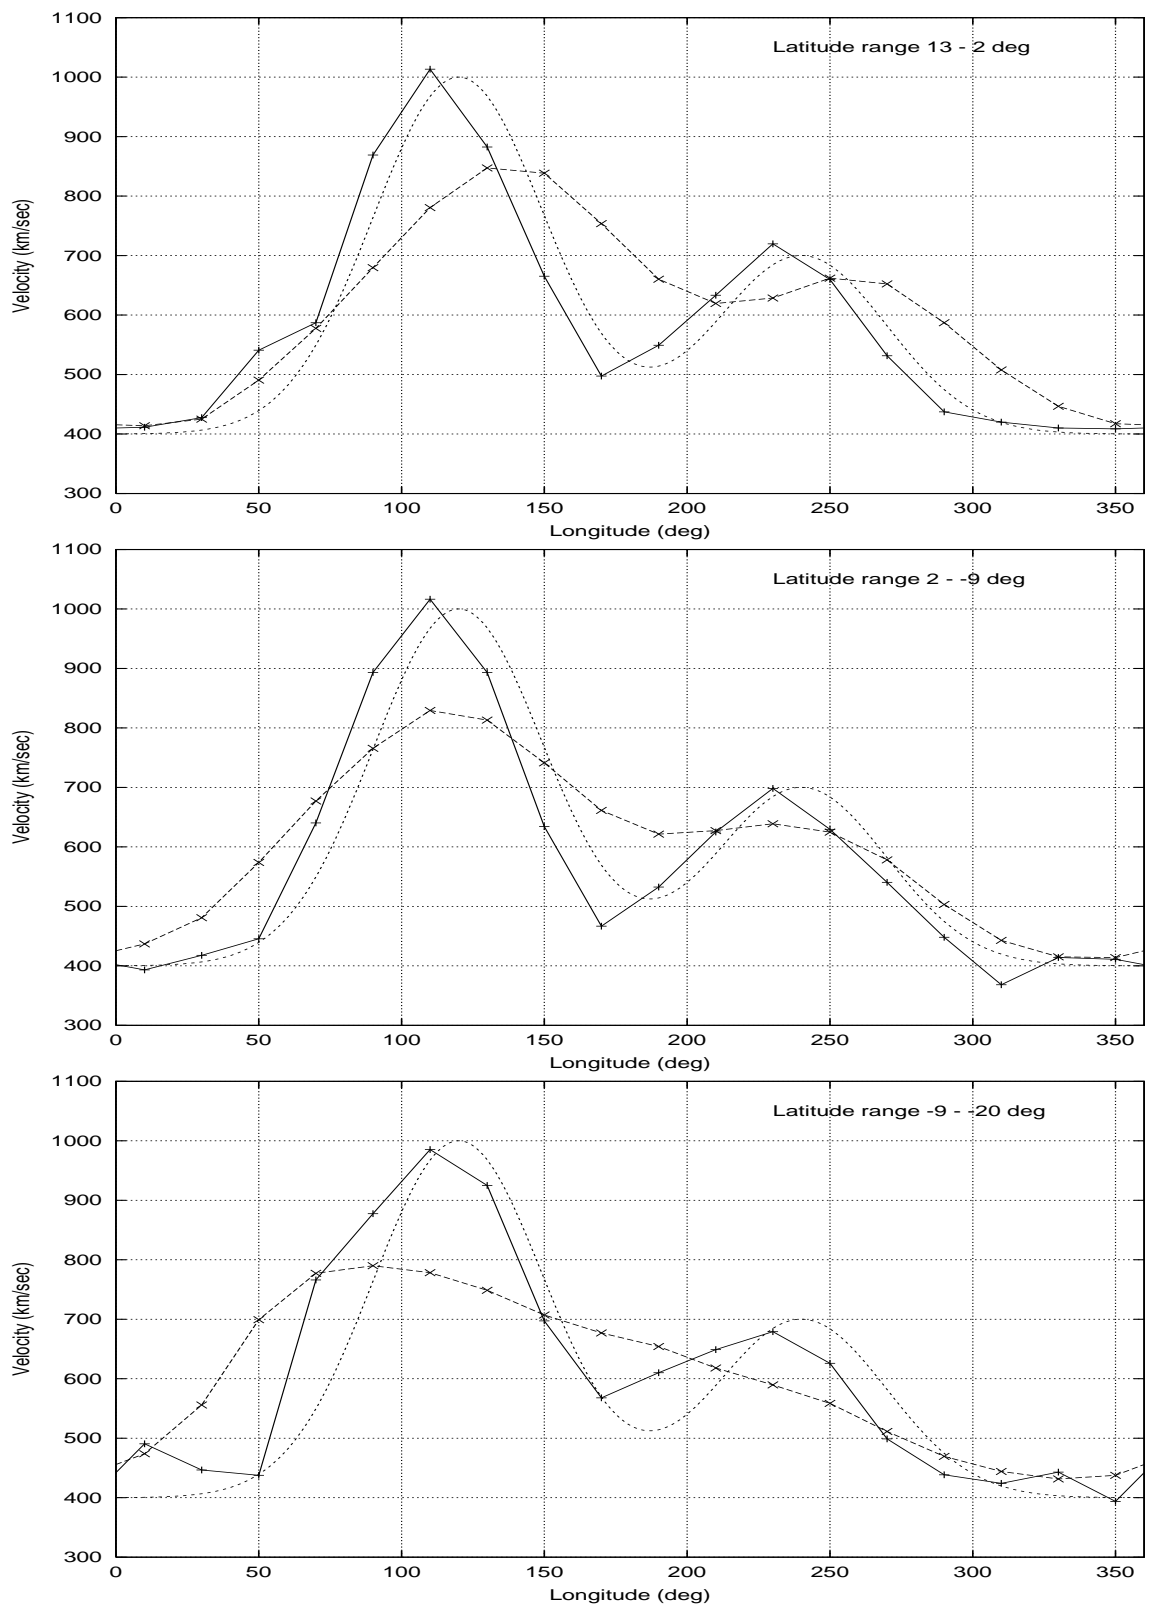 1100
1000
900
800
700
600
500
400
300
Velocity (km/sec)
Latitude range 13 - 2 deg
0 50 100 150 200 250 300 350
Longitude (deg)
1100
1000
900
800
700
600
500
400
300
Velocity (km/sec)
Latitude range 2 - -9 deg
0 50 100 150 200 250 300 350
Longitude (deg)
1100
1000
900
800
700
600
500
400
300
Velocity (km/sec)
Latitude range -9 - -20 deg
0 50 100 150 200 250 300 350
Longitude (deg)